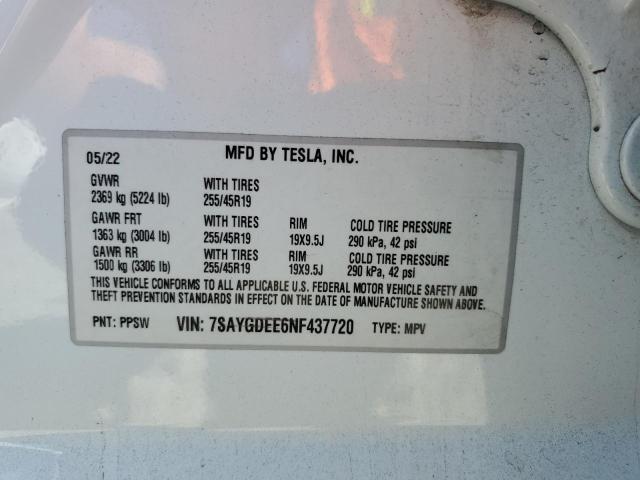 05/22 MFD BY TESLA, INC.
GVWR WITH TIRES
2369 kg (5224 lb) 255/45R19
GAWR FRT WITH TIRES RIM COLD TIRE PRESSURE
1363 kg (3004 lb) 255/45R19 19X9.5J 290 kPa, 42 psi
GAWR RR WITH TIRES RIM COLD TIRE PRESSURE
1500 kg (3306 lb) 255/45R19 19X9.5J 290 kPa, 42 psi
THIS VEHICLE CONFORMS TO ALL APPLICABLE U.S. FEDERAL MOTOR VEHICLE SAFETY AND
THEFT PREVENTION STANDARDS IN EFFECT ON THE DATE OF MANUFACTURE SHOWN ABOVE.
PNT: PPSW VIN: 7SAYGDEE6NF437720 TYPE: MPV